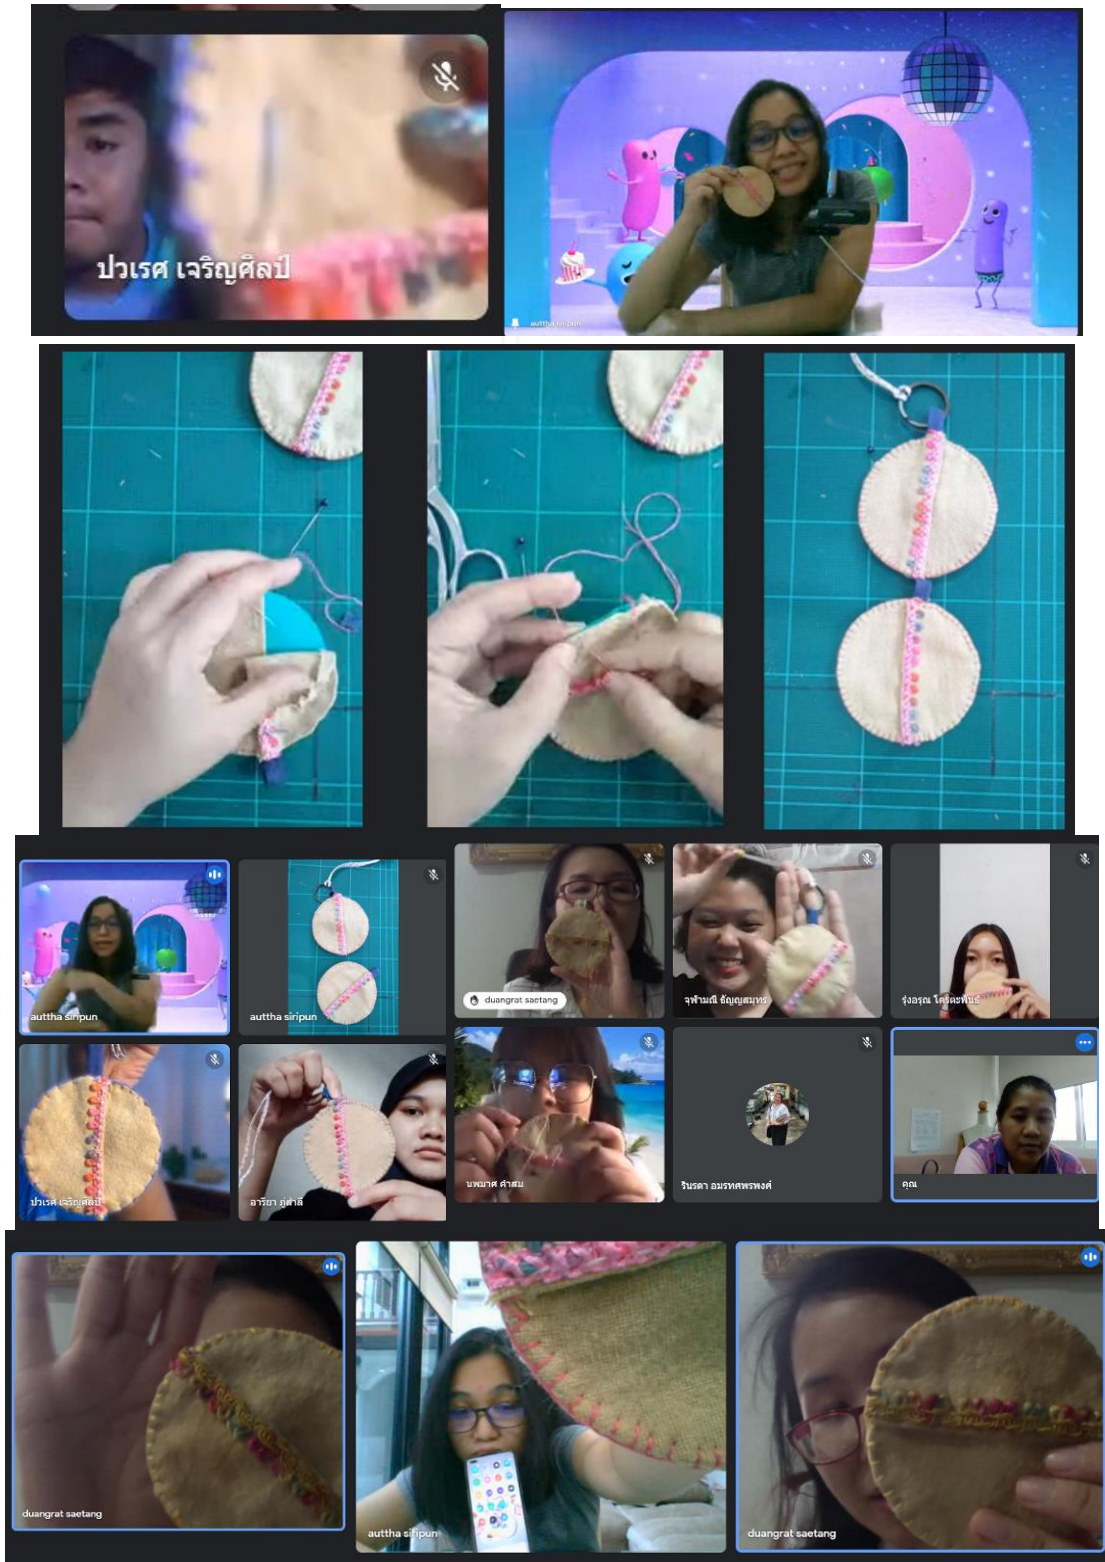 ปวเรศ เจริญศิลป์
auttha siripun
auttha siripun
auttha siripun
duangrat saetang
จุฬามณี ธัญญสมุทร
รุ่งอรุณ โคร์ตะพันธ์
ปวเรศ เจริญศิลป์
อารียา ภู่สาลี
นพมาศ คำสม
รินรดา อมรทศพรพงศ์
คุณ
duangrat saetang
auttha siripun
duangrat saetang